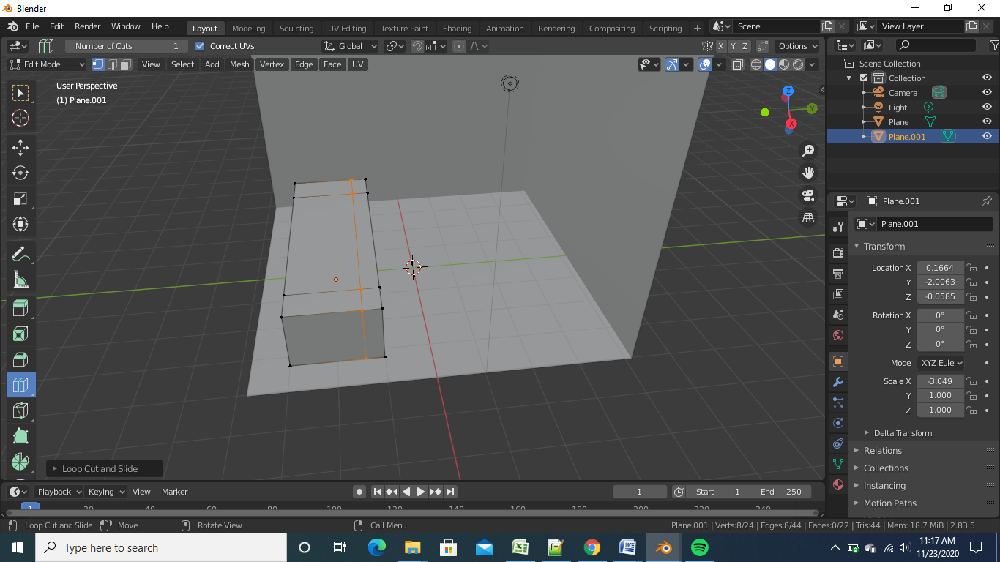 Blender
File Edit Render Window Help Layout Modeling Sculpting UV Editing Texture Paint Shading Animation Rendering Compositing Scripting + Scene View Layer
Number of Cuts 1 Correct UVs Global X Y Z Options
Edit Mode View Select Add Mesh Vertex Edge Face UV
User Perspective
(1) Plane.001
Z
Y
X
Scene Collection
Collection
Camera
Light
Plane
Plane.001
Plane.001
Plane.001
Transform
Location X 0.1664
Y -2.0063
Z -0.0585
Rotation X 0°
Y 0°
Z 0°
Mode XYZ Eule
Scale X -3.049
Y 1.000
Z 1.000
Delta Transform
Relations
Collections
Instancing
Motion Paths
Loop Cut and Slide
Playback Keying View Marker 1 Start 1 End 250
1 20 40 60 80 100 120 140 160 180 200 220 240
Loop Cut and Slide Move Rotate View Call Menu Plane.001 | Verts:8/24 | Edges:8/44 | Faces:0/22 | Tris:44 | Mem: 18.7 MiB | 2.83.5
Type here to search
11:17 AM
11/23/2020